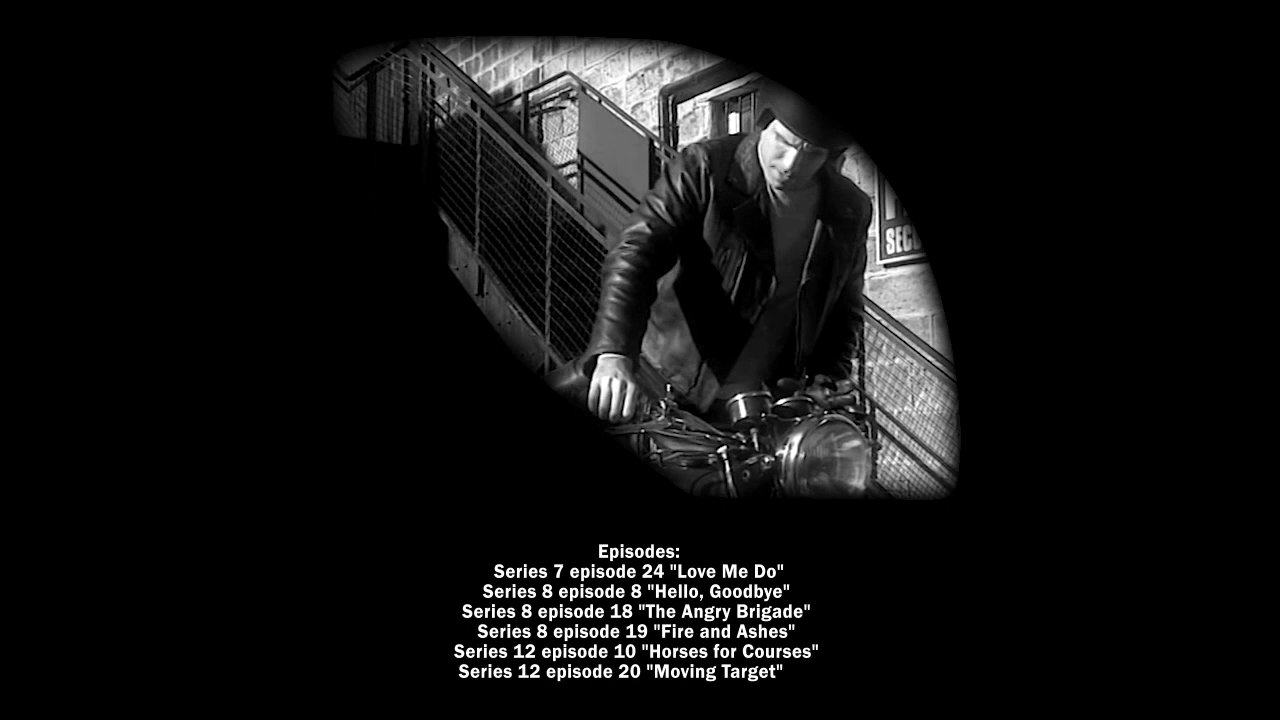 SEC
Episodes:
Series 7 episode 24 "Love Me Do"
Series 8 episode 8 "Hello, Goodbye"
Series 8 episode 18 "The Angry Brigade"
Series 8 episode 19 "Fire and Ashes"
Series 12 episode 10 "Horses for Courses"
Series 12 episode 20 "Moving Target"